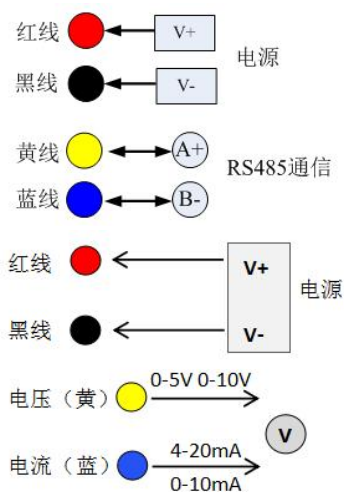 红线 V+
电源
黑线 V-
黄线 A+
RS485通信
蓝线 B-
红线 V+
电源
黑线 V-
0-5V 0-10V
电压（黄）
V
4-20mA
电流（蓝）
0-10mA